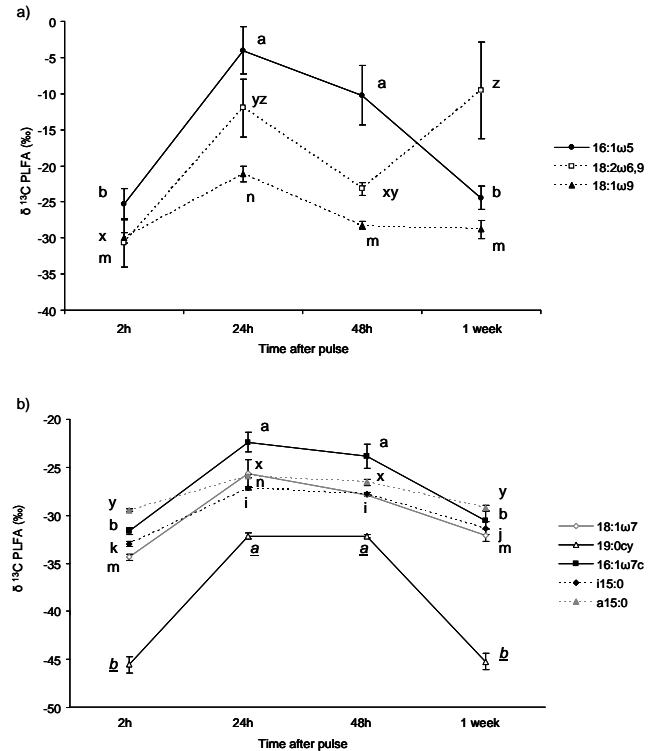 a)
0
-5
-10
-15
-20
-25
-30
-35
-40
δ ¹³C PLFA (‰)
a
a
yz
z
b
n
xy
b
x
m
m
m
16:1ω5
18:2ω6,9
18:1ω9
2h 24h 48h 1 week
Time after pulse
b)
-20
-25
-30
-35
-40
-45
-50
δ ¹³C PLFA (‰)
a
a
x
x
n
y
y
i
i
b
b
k
j
m
m
a
a
b
b
18:1ω7
19:0cy
16:1ω7c
i15:0
a15:0
2h 24h 48h 1 week
Time after pulse